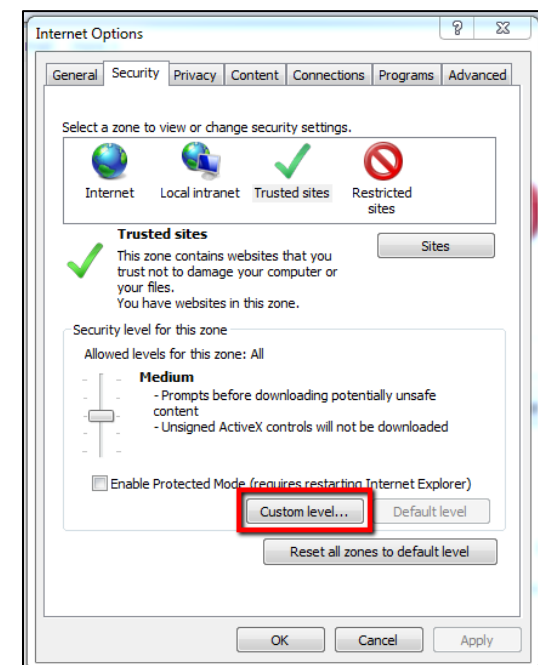 Internet Options
General Security Privacy Content Connections Programs Advanced
Select a zone to view or change security settings.
Internet Local intranet Trusted sites Restricted
sites
Trusted sites
Sites
This zone contains websites that you
trust not to damage your computer or
your files.
You have websites in this zone.
Security level for this zone
Allowed levels for this zone: All
Medium
- Prompts before downloading potentially unsafe
content
- Unsigned ActiveX controls will not be downloaded
Enable Protected Mode (requires restarting Internet Explorer)
Custom level... Default level
Reset all zones to default level
OK Cancel Apply